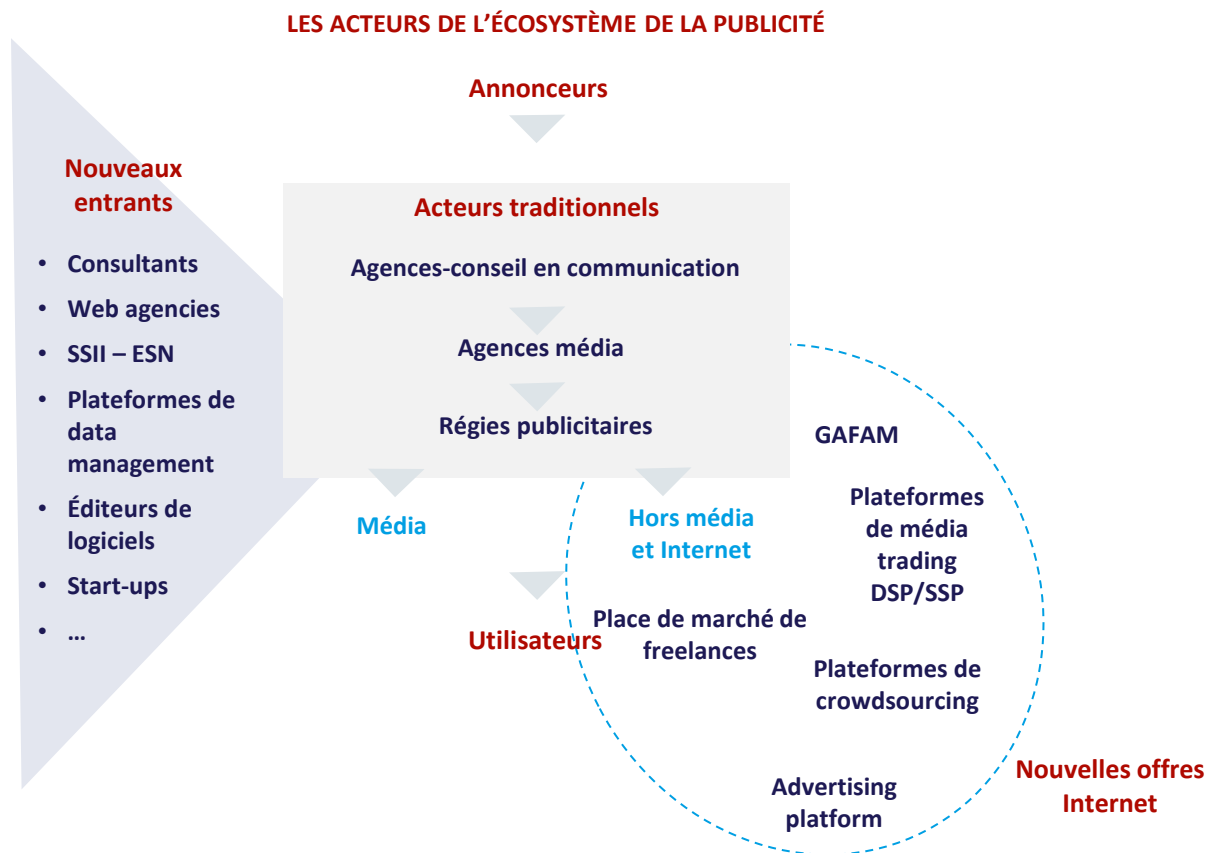 LES ACTEURS DE L’ÉCOSYSTÈME DE LA PUBLICITÉ
Annonceurs
Nouveaux
entrants
• Consultants
• Web agencies
• SSII – ESN
• Plateformes de
data
management
• Éditeurs de
logiciels
• Start-ups
• …
Acteurs traditionnels
Agences-conseil en communication
Agences média
Régies publicitaires
Média
Hors média
et Internet
Utilisateurs
GAFAM
Plateformes
de média
trading
DSP/SSP
Place de marché de
freelances
Plateformes de
crowdsourcing
Advertising
platform
Nouvelles offres
Internet